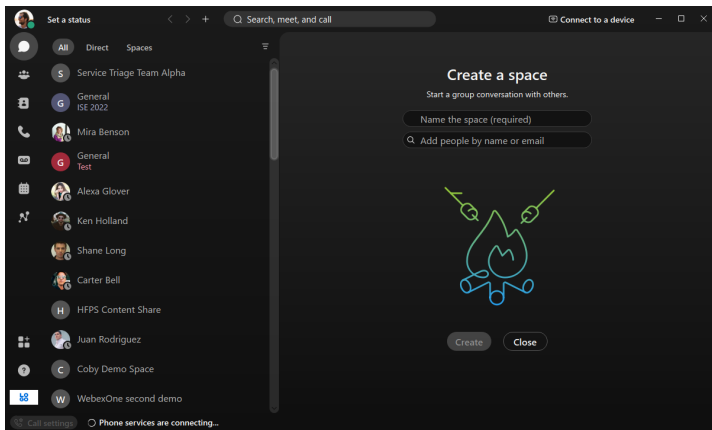 Set a status
Search, meet, and call
Connect to a device
All Direct Spaces
S Service Triage Team Alpha
G General
ISE 2022
Mira Benson
G General
Test
Alexa Glover
Ken Holland
Shane Long
Carter Bell
H HFPS Content Share
Juan Rodriguez
C Coby Demo Space
W WebexOne second demo
Call settings
Phone services are connecting...
Create a space
Start a group conversation with others.
Name the space (required)
Add people by name or email
Create Close